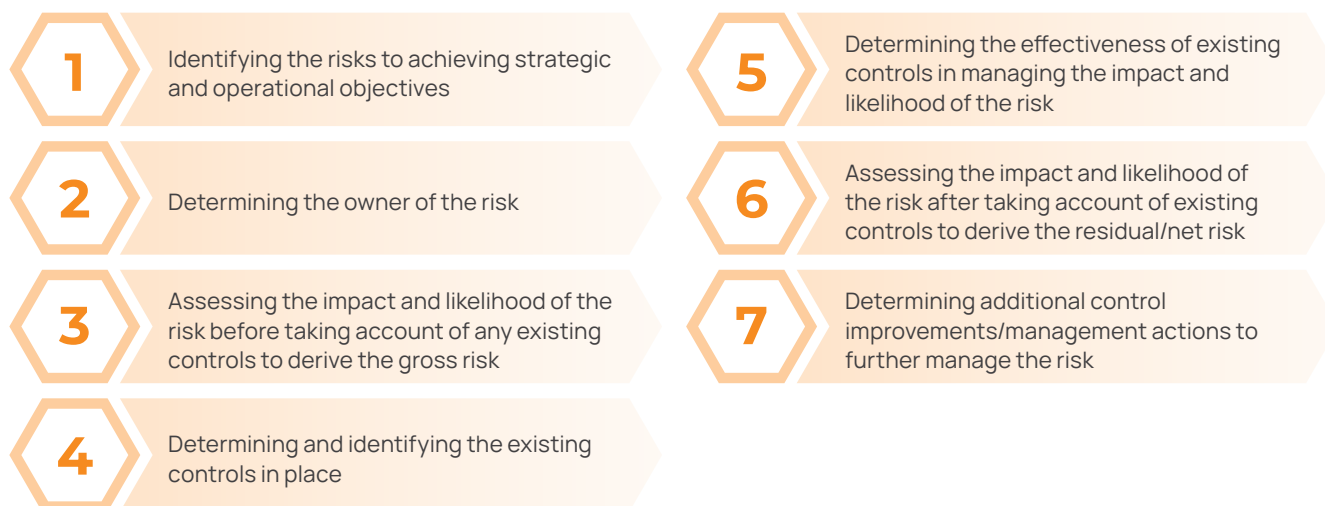 1
Identifying the risks to achieving strategic
and operational objectives
2
Determining the owner of the risk
3
Assessing the impact and likelihood of the
risk before taking account of any existing
controls to derive the gross risk
4
Determining and identifying the existing
controls in place
5
Determining the effectiveness of existing
controls in managing the impact and
likelihood of the risk
6
Assessing the impact and likelihood of
the risk after taking account of existing
controls to derive the residual/net risk
7
Determining additional control
improvements/management actions to
further manage the risk